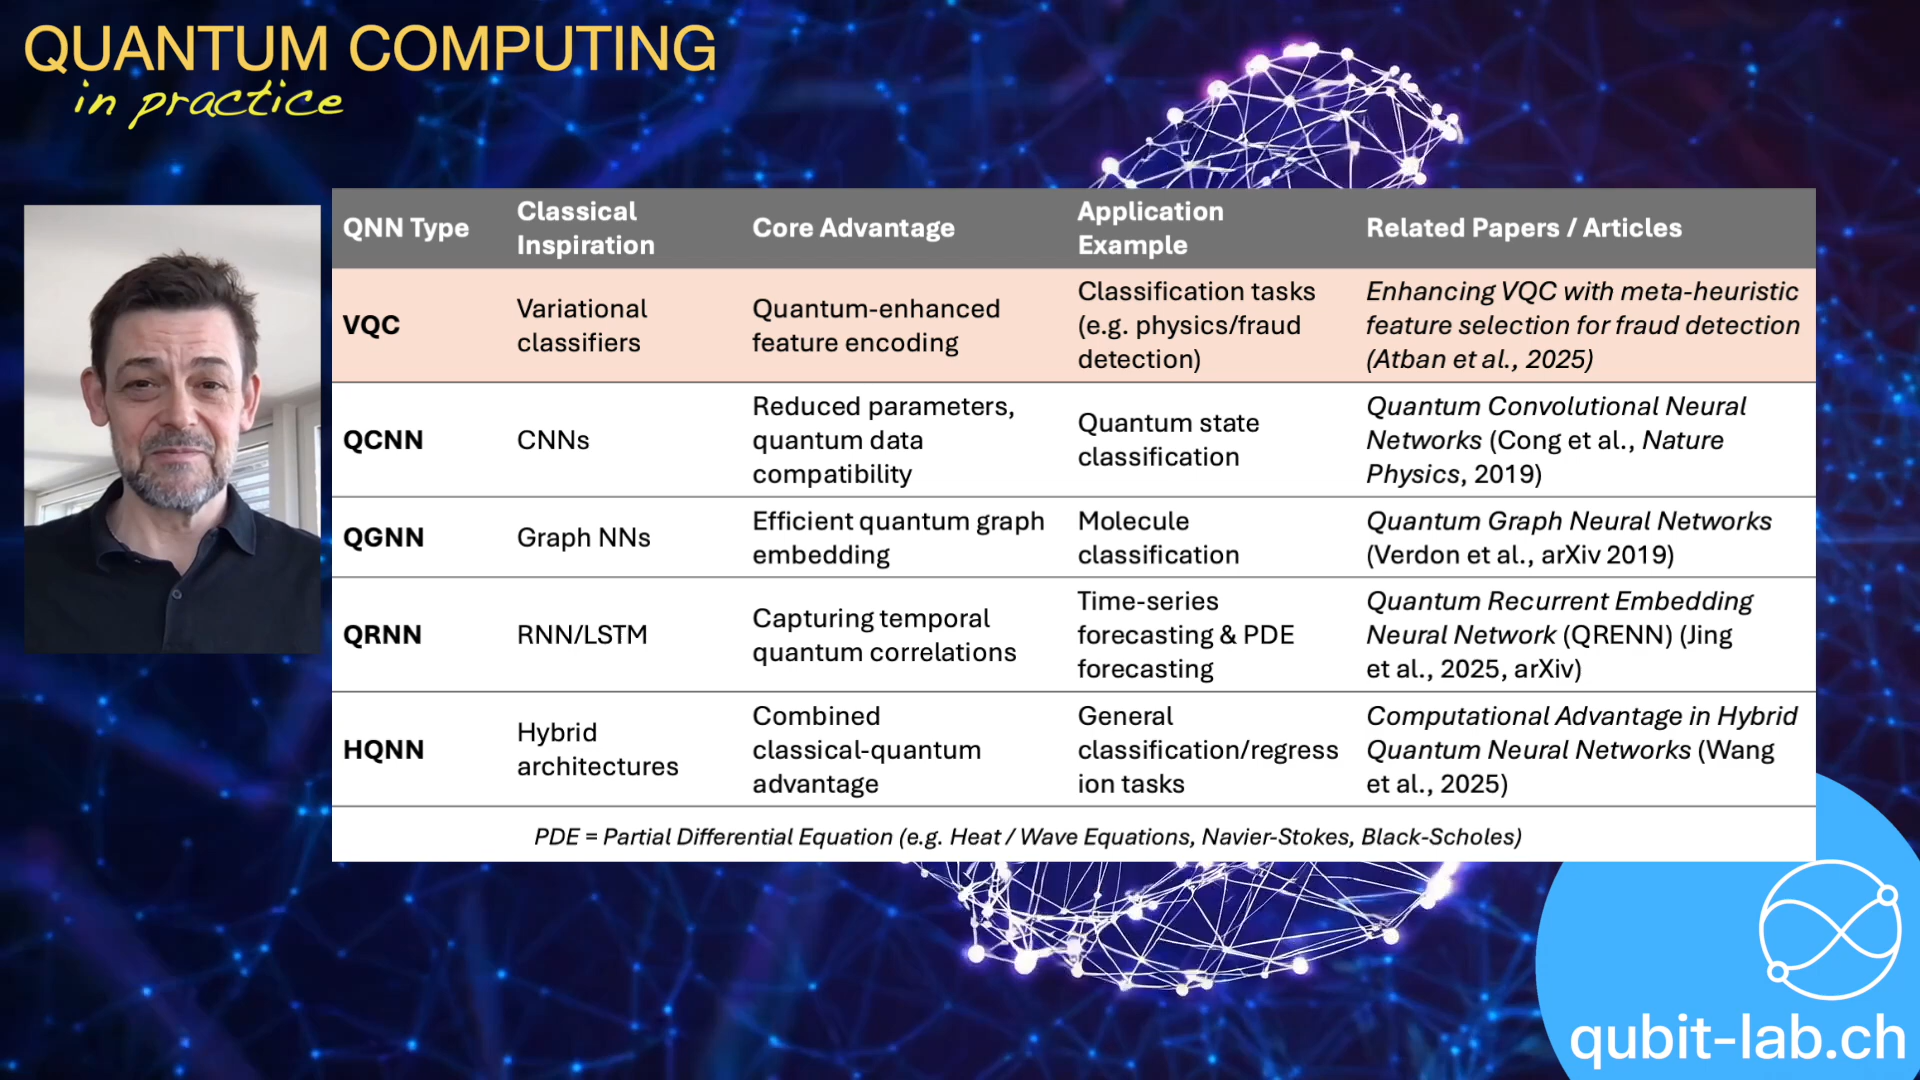 QUANTUM COMPUTING
in practice
QNN Type
Classical
Inspiration
Core Advantage
Application
Example
Related Papers / Articles
VQC
Variational
classifiers
Quantum-enhanced
feature encoding
Classification tasks
(e.g. physics/fraud
detection)
Enhancing VQC with meta-heuristic
feature selection for fraud detection
(Atban et al., 2025)
QCNN
CNNs
Reduced parameters,
quantum data
compatibility
Quantum state
classification
Quantum Convolutional Neural
Networks (Cong et al., Nature
Physics, 2019)
QGNN
Graph NNs
Efficient quantum graph
embedding
Molecule
classification
Quantum Graph Neural Networks
(Verdon et al., arXiv 2019)
QRNN
RNN/LSTM
Capturing temporal
quantum correlations
Time-series
forecasting & PDE
forecasting
Quantum Recurrent Embedding
Neural Network (QRENN) (Jing
et al., 2025, arXiv)
HQNN
Hybrid
architectures
Combined
classical-quantum
advantage
General
classification/regress
ion tasks
Computational Advantage in Hybrid
Quantum Neural Networks (Wang
et al., 2025)
PDE = Partial Differential Equation (e.g. Heat / Wave Equations, Navier-Stokes, Black-Scholes)
qubit-lab.ch